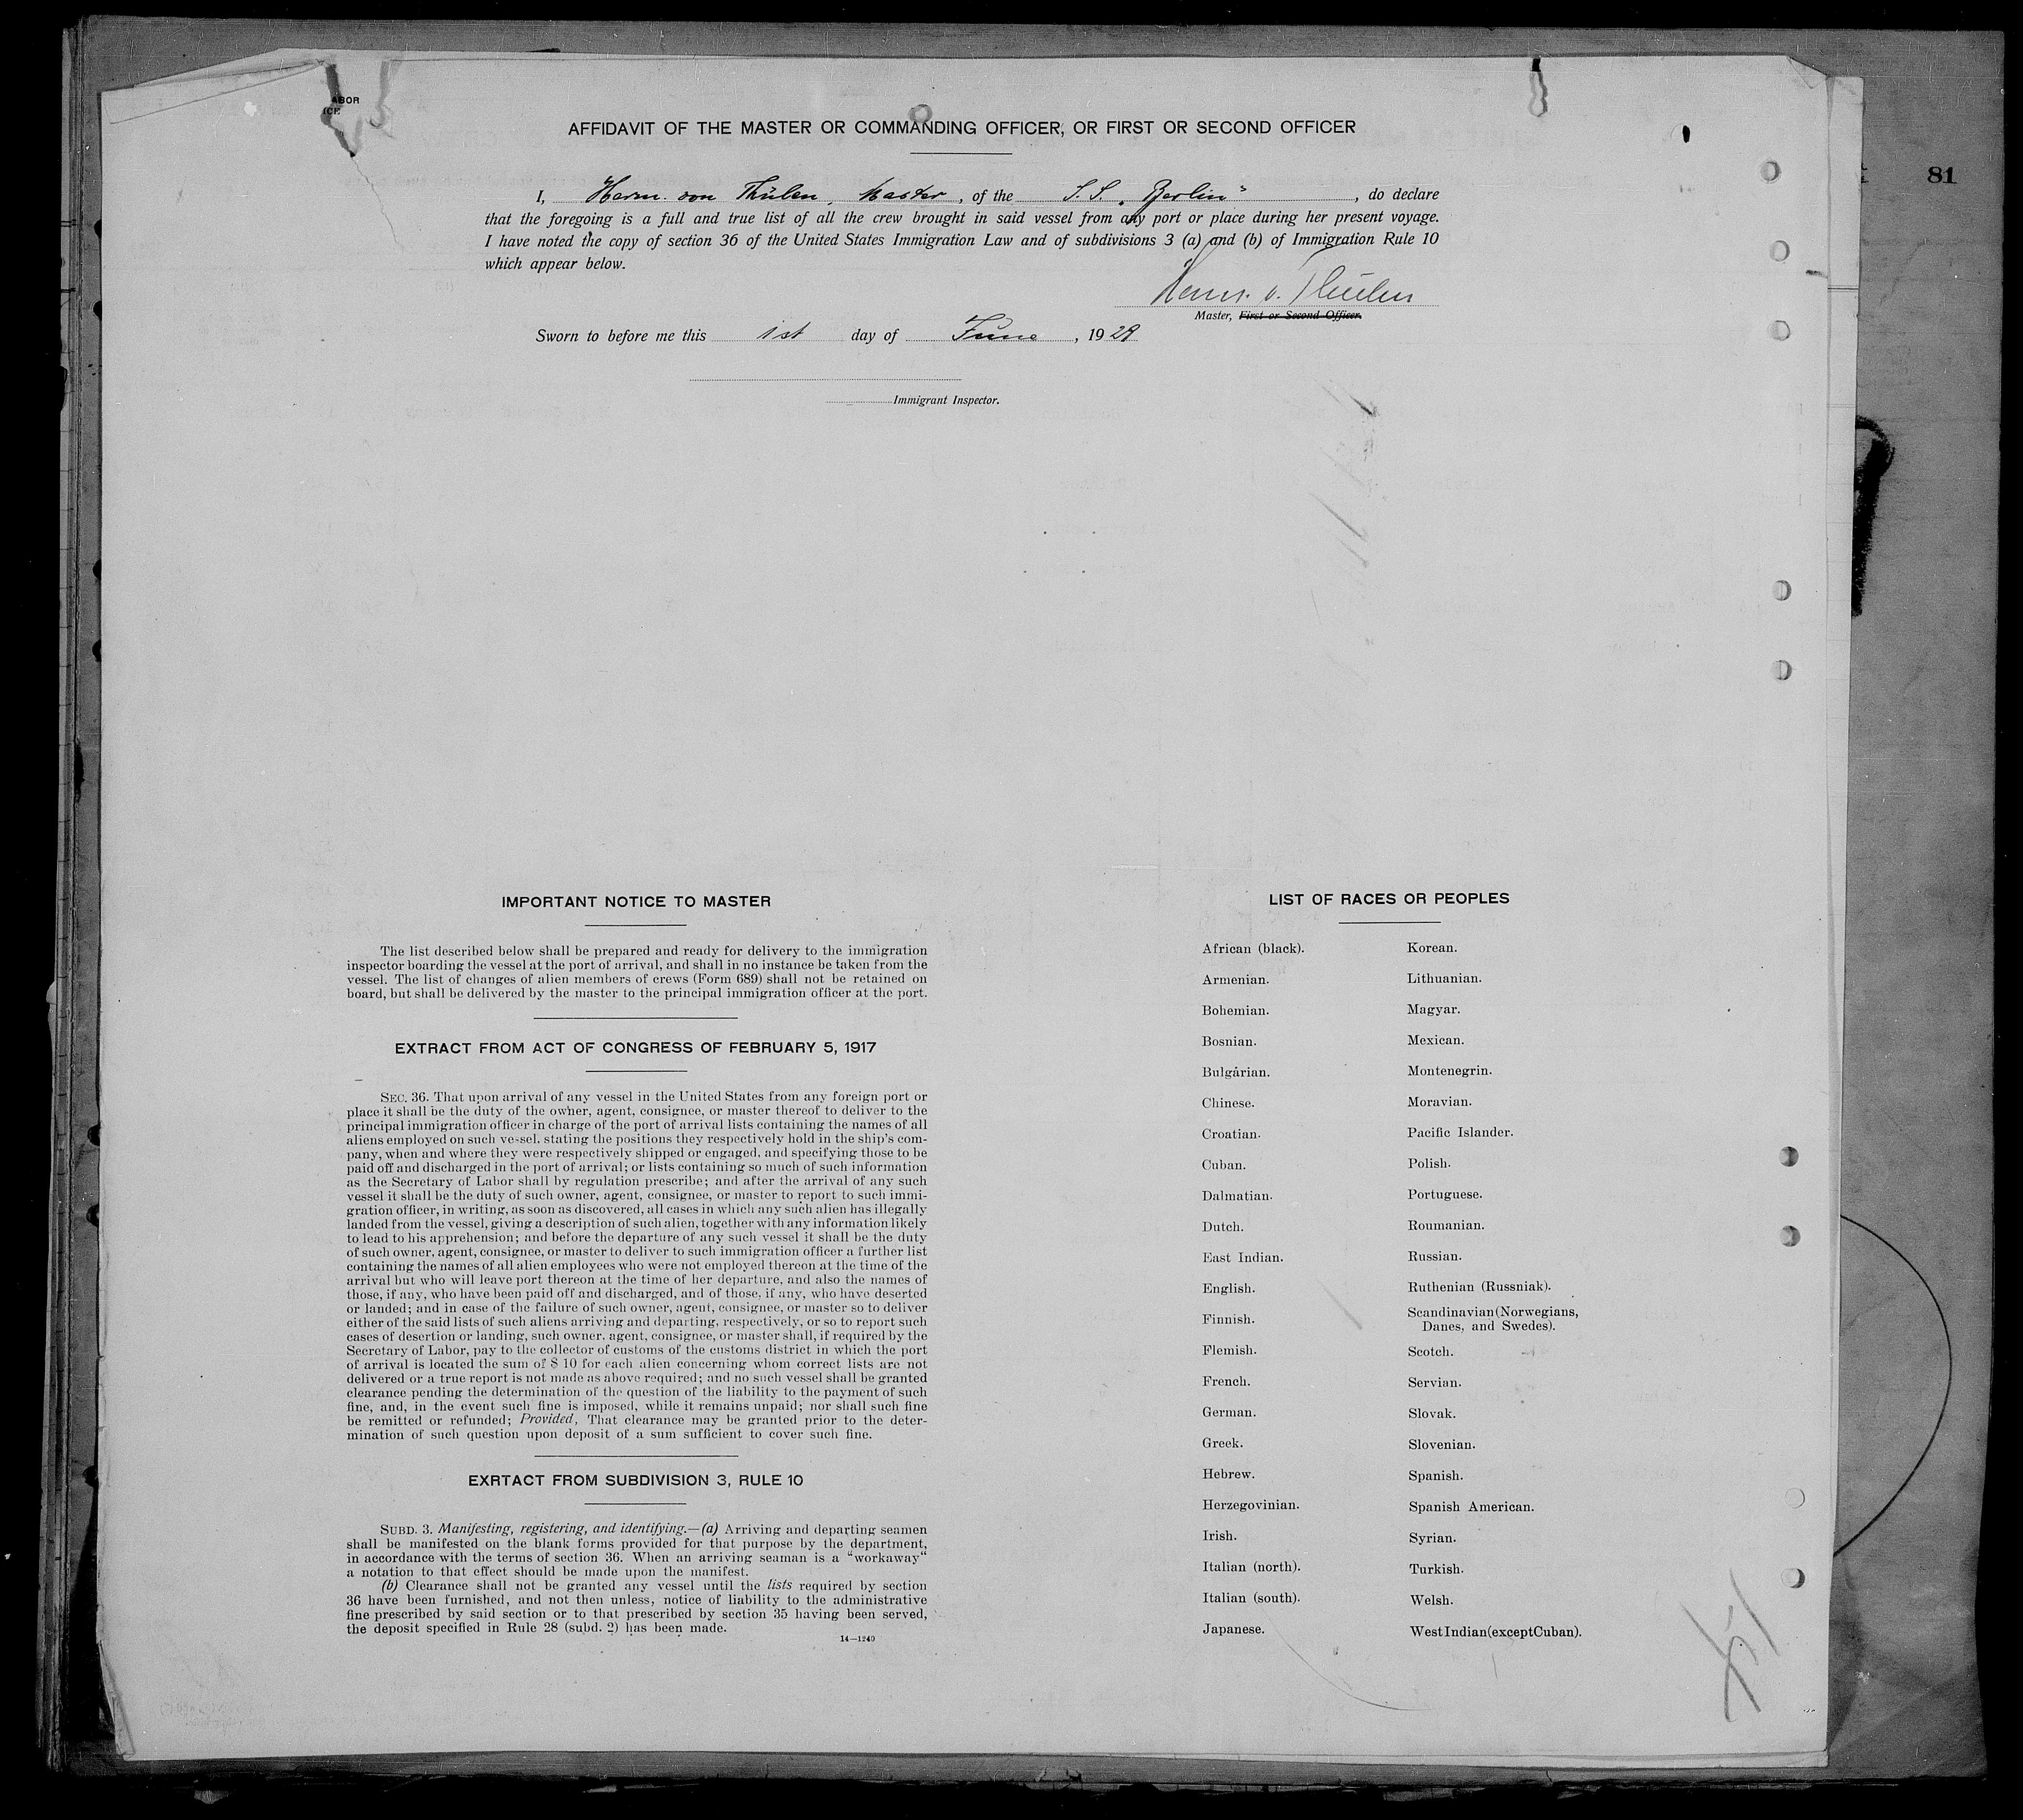 ABOR
ICE
81
AFFIDAVIT OF THE MASTER OR COMMANDING OFFICER, OR FIRST OR SECOND OFFICER
I, Herm. von Thülen, Master, of the S.S. „Berlin“, do declare
that the foregoing is a full and true list of all the crew brought in said vessel from any port or place during her present voyage.
I have noted the copy of section 36 of the United States Immigration Law and of subdivisions 3 (a) and (b) of Immigration Rule 10
which appear below.
Herm. v. Thülen
Master, First or Second Officer.
Sworn to before me this 1st day of June, 1929
Immigrant Inspector.
IMPORTANT NOTICE TO MASTER
The list described below shall be prepared and ready for delivery to the immigration
inspector boarding the vessel at the port of arrival, and shall in no instance be taken from the
vessel. The list of changes of alien members of crews (Form 689) shall not be retained on
board, but shall be delivered by the master to the principal immigration officer at the port.
EXTRACT FROM ACT OF CONGRESS OF FEBRUARY 5, 1917
SEC. 36. That upon arrival of any vessel in the United States from any foreign port or
place it shall be the duty of the owner, agent, consignee, or master thereof to deliver to the
principal immigration officer in charge of the port of arrival lists containing the names of all
aliens employed on such vessel, stating the positions they respectively hold in the ship's com-
pany, when and where they were respectively shipped or engaged, and specifying those to be
paid off and discharged in the port of arrival; or lists containing so much of such information
as the Secretary of Labor shall by regulation prescribe; and after the arrival of any such
vessel it shall be the duty of such owner, agent, consignee, or master to report to such immi-
gration officer, in writing, as soon as discovered, all cases in which any such alien has illegally
landed from the vessel, giving a description of such alien, together with any information likely
to lead to his apprehension; and before the departure of any such vessel it shall be the duty
of such owner, agent, consignee, or master to deliver to such immigration officer a further list
containing the names of all alien employees who were not employed thereon at the time of the
arrival but who will leave port thereon at the time of her departure, and also the names of
those, if any, who have been paid off and discharged, and of those, if any, who have deserted
or landed; and in case of the failure of such owner, agent, consignee, or master so to deliver
either of the said lists of such aliens arriving and departing, respectively, or so to report such
cases of desertion or landing, such owner, agent, consignee, or master shall, if required by the
Secretary of Labor, pay to the collector of customs of the customs district in which the port
of arrival is located the sum of $ 10 for each alien concerning whom correct lists are not
delivered or a true report is not made as above required; and no such vessel shall be granted
clearance pending the determination of the question of the liability to the payment of such
fine, and, in the event such fine is imposed, while it remains unpaid; nor shall such fine
be remitted or refunded; Provided, That clearance may be granted prior to the deter-
mination of such question upon deposit of a sum sufficient to cover such fine.
EXRTACT FROM SUBDIVISION 3, RULE 10
SUBD. 3. Manifesting, registering, and identifying.—(a) Arriving and departing seamen
shall be manifested on the blank forms provided for that purpose by the department,
in accordance with the terms of section 36. When an arriving seaman is a “workaway“
a notation to that effect should be made upon the manifest.
(b) Clearance shall not be granted any vessel until the lists required by section
36 have been furnished, and not then unless, notice of liability to the administrative
fine prescribed by said section or to that prescribed by section 35 having been served,
the deposit specified in Rule 28 (subd. 2) has been made.
14—1240
LIST OF RACES OR PEOPLES
African (black).
Armenian.
Bohemian.
Bosnian.
Bulgarian.
Chinese.
Croatian.
Cuban.
Dalmatian.
Dutch.
East Indian.
English.
Finnish.
Flemish.
French.
German.
Greek.
Hebrew.
Herzegovinian.
Irish.
Italian (north).
Italian (south).
Japanese.
Korean.
Lithuanian.
Magyar.
Mexican.
Montenegrin.
Moravian.
Pacific Islander.
Polish.
Portuguese.
Roumanian.
Russian.
Ruthenian (Russniak).
Scandinavian (Norwegians,
Danes, and Swedes).
Scotch.
Servian.
Slovak.
Slovenian.
Spanish.
Spanish American.
Syrian.
Turkish.
Welsh.
West Indian (except Cuban).